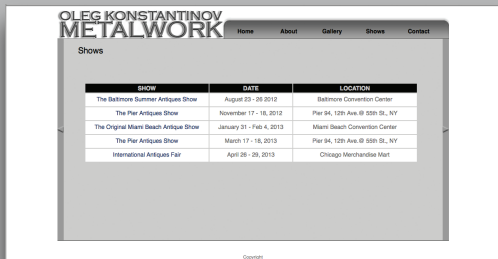 OLEG KONSTANTINOV
METALWORK
Home About Gallery Shows Contact
Shows
SHOW DATE LOCATION
The Baltimore Summer Antiques Show August 23 - 26 2012 Baltimore Convention Center
The Pier Antiques Show November 17 - 18, 2012 Pier 94, 12th Ave.@ 55th St., NY
The Original Miami Beach Antique Show January 31 - Feb 4, 2013 Miami Beach Convention Center
The Pier Antiques Show March 17 - 18, 2013 Pier 94, 12th Ave.@ 55th St., NY
International Antiques Fair April 26 - 29, 2013 Chicago Merchandise Mart
Copyright